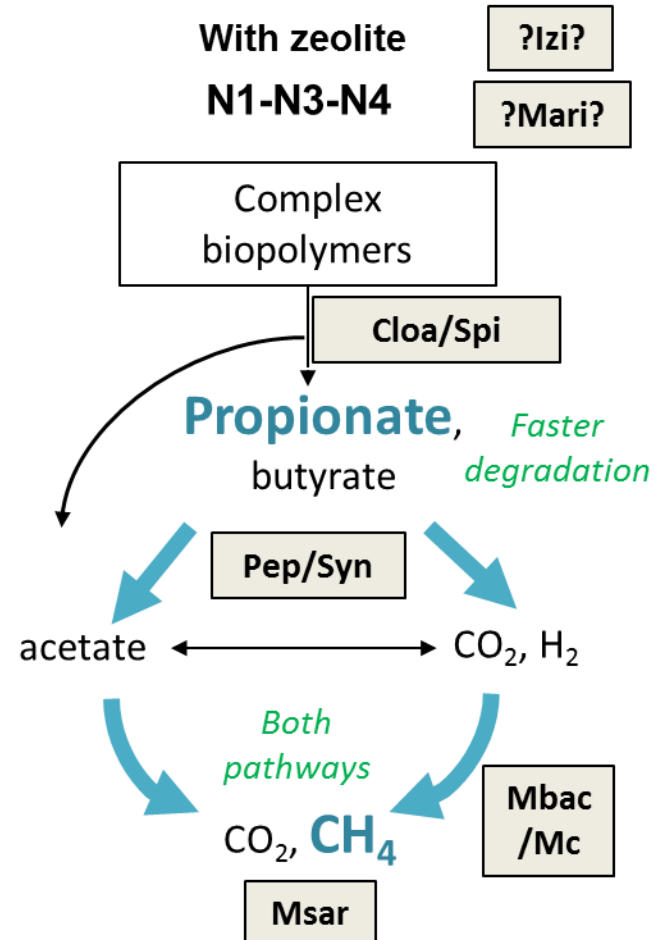 With zeolite
N1-N3-N4
?Izi?
?Mari?
Complex
biopolymers
Cloa/Spi
Propionate,
butyrate
Faster
degradation
Pep/Syn
acetate
CO₂, H₂
Both
pathways
Mbac
/Mc
CO₂, CH₄
Msar